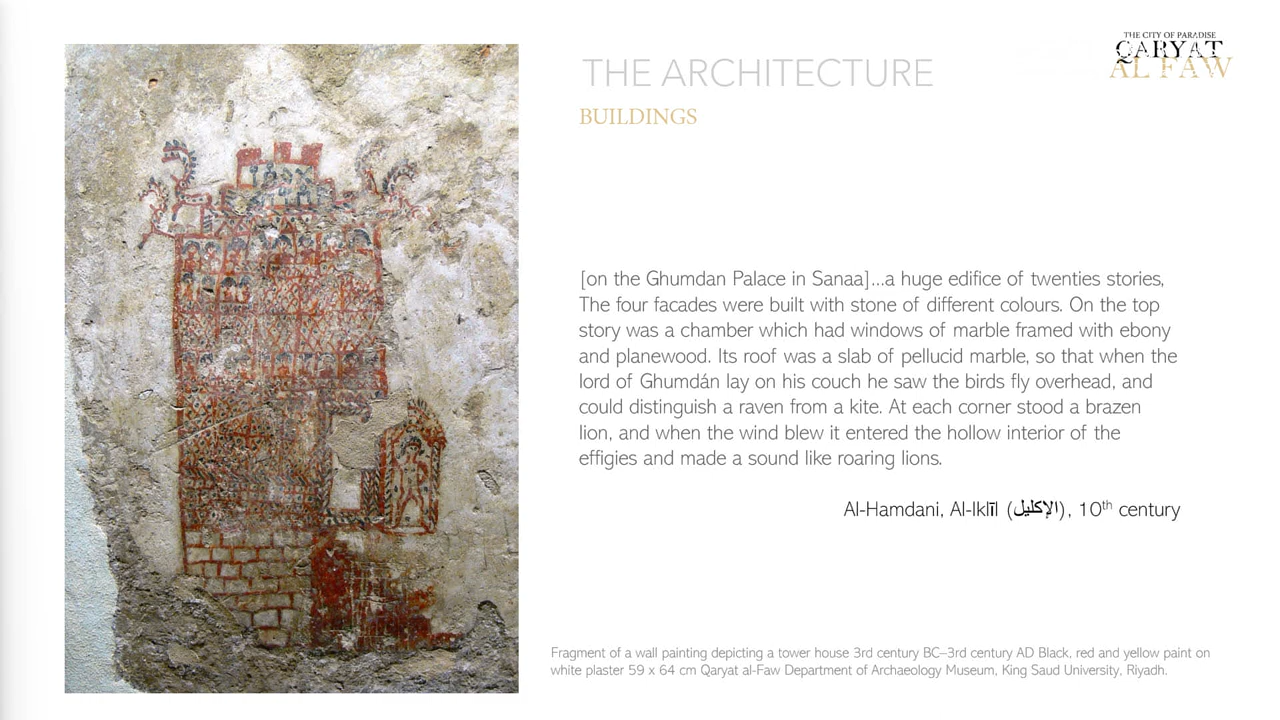 THE CITY OF PARADISE
QARYAT
AL FAW
THE ARCHITECTURE
BUILDINGS
[on the Ghumdan Palace in Sanaa]...a huge edifice of twenties stories,
The four facades were built with stone of different colours. On the top
story was a chamber which had windows of marble framed with ebony
and planewood. Its roof was a slab of pellucid marble, so that when the
lord of Ghumdán lay on his couch he saw the birds fly overhead, and
could distinguish a raven from a kite. At each corner stood a brazen
lion, and when the wind blew it entered the hollow interior of the
effigies and made a sound like roaring lions.
Al-Hamdani, Al-Iklīl (الإكليل), 10th century
Fragment of a wall painting depicting a tower house 3rd century BC–3rd century AD Black, red and yellow paint on
white plaster 59 x 64 cm Qaryat al-Faw Department of Archaeology Museum, King Saud University, Riyadh.